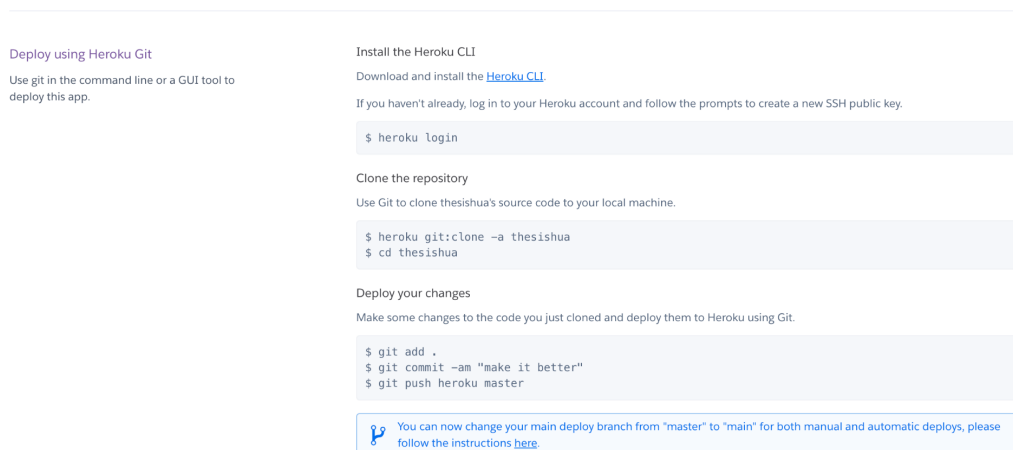 Deploy using Heroku Git
Use git in the command line or a GUI tool to
deploy this app.
Install the Heroku CLI
Download and install the Heroku CLI.
If you haven't already, log in to your Heroku account and follow the prompts to create a new SSH public key.
$ heroku login
Clone the repository
Use Git to clone thesishua's source code to your local machine.
$ heroku git:clone -a thesishua
$ cd thesishua
Deploy your changes
Make some changes to the code you just cloned and deploy them to Heroku using Git.
$ git add .
$ git commit -am "make it better"
$ git push heroku master
You can now change your main deploy branch from "master" to "main" for both manual and automatic deploys, please
follow the instructions here.